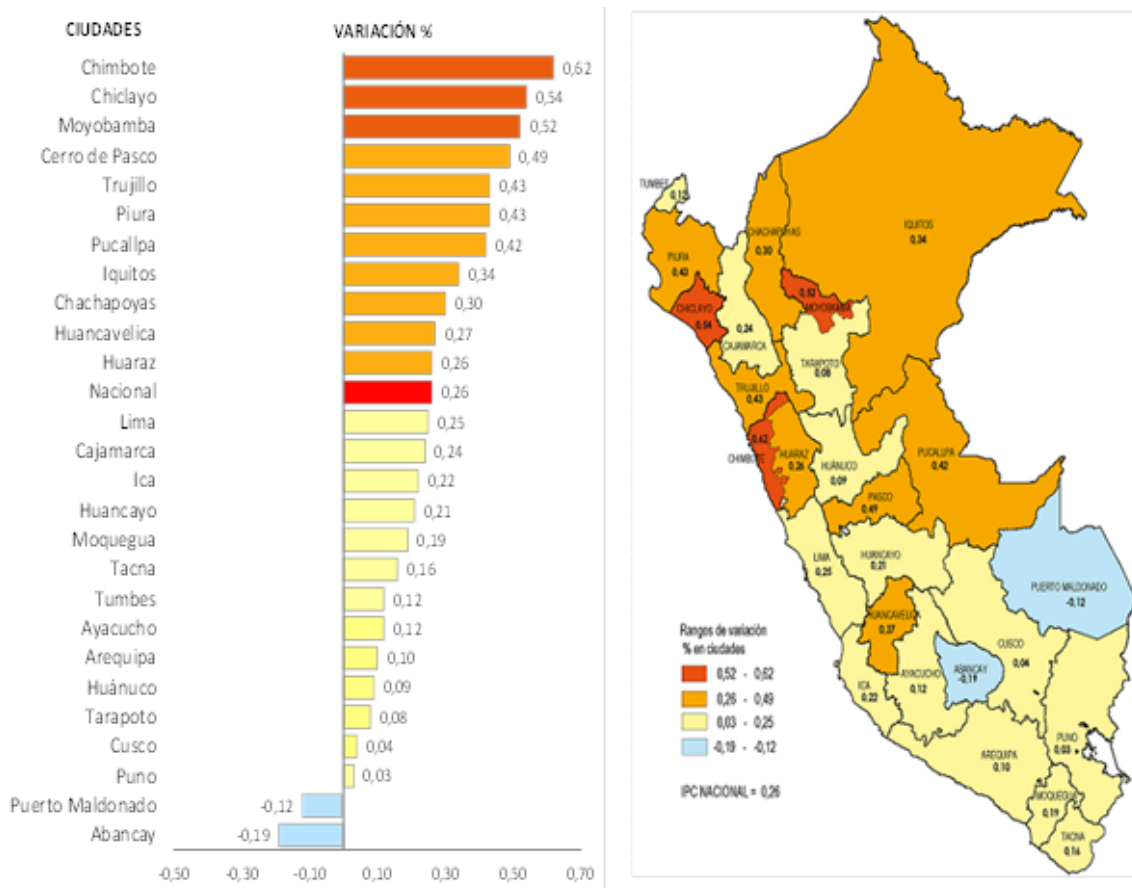 CIUDADES VARIACIÓN %
Chimbote 0,62
Chiclayo 0,54
Moyobamba 0,52
Cerro de Pasco 0,49
Trujillo 0,43
Piura 0,43
Pucallpa 0,42
Iquitos 0,34
Chachapoyas 0,30
Huancavelica 0,27
Huaraz 0,26
Nacional 0,26
Lima 0,25
Cajamarca 0,24
Ica 0,22
Huancayo 0,21
Moquegua 0,19
Tacna 0,16
Tumbes 0,12
Ayacucho 0,12
Arequipa 0,10
Huánuco 0,09
Tarapoto 0,08
Cusco 0,04
Puno 0,03
Puerto Maldonado -0,12
Abancay -0,19
-0,50 -0,30 -0,10 0,10 0,30 0,50 0,70
TUMBES
0,12
IQUITOS
0,34
CHACHAPOYAS
0,30
PIURA
0,43
0,52
MOYOBAMBA
CHICLAYO
0,54
0,24
CAJAMARCA
TARAPOTO
0,08
TRUJILLO
0,43
0,62
CHIMBOTE
HUARAZ
0,26
HUÁNUCO
0,09
PUCALLPA
0,42
PASCO
0,49
LIMA
0,25
HUANCAYO
0,21
PUERTO MALDONADO
-0,12
HUANCAVELICA
0,27
CUSCO
0,04
ABANCAY
-0,19
AYACUCHO
0,12
ICA
0,22
PUNO
0,03
AREQUIPA
0,10
MOQUEGUA
0,19
TACNA
0,16
Rangos de variación
% en ciudades
0,52 - 0,62
0,26 - 0,49
0,03 - 0,25
-0,19 - -0,12
IPC NACIONAL = 0,26